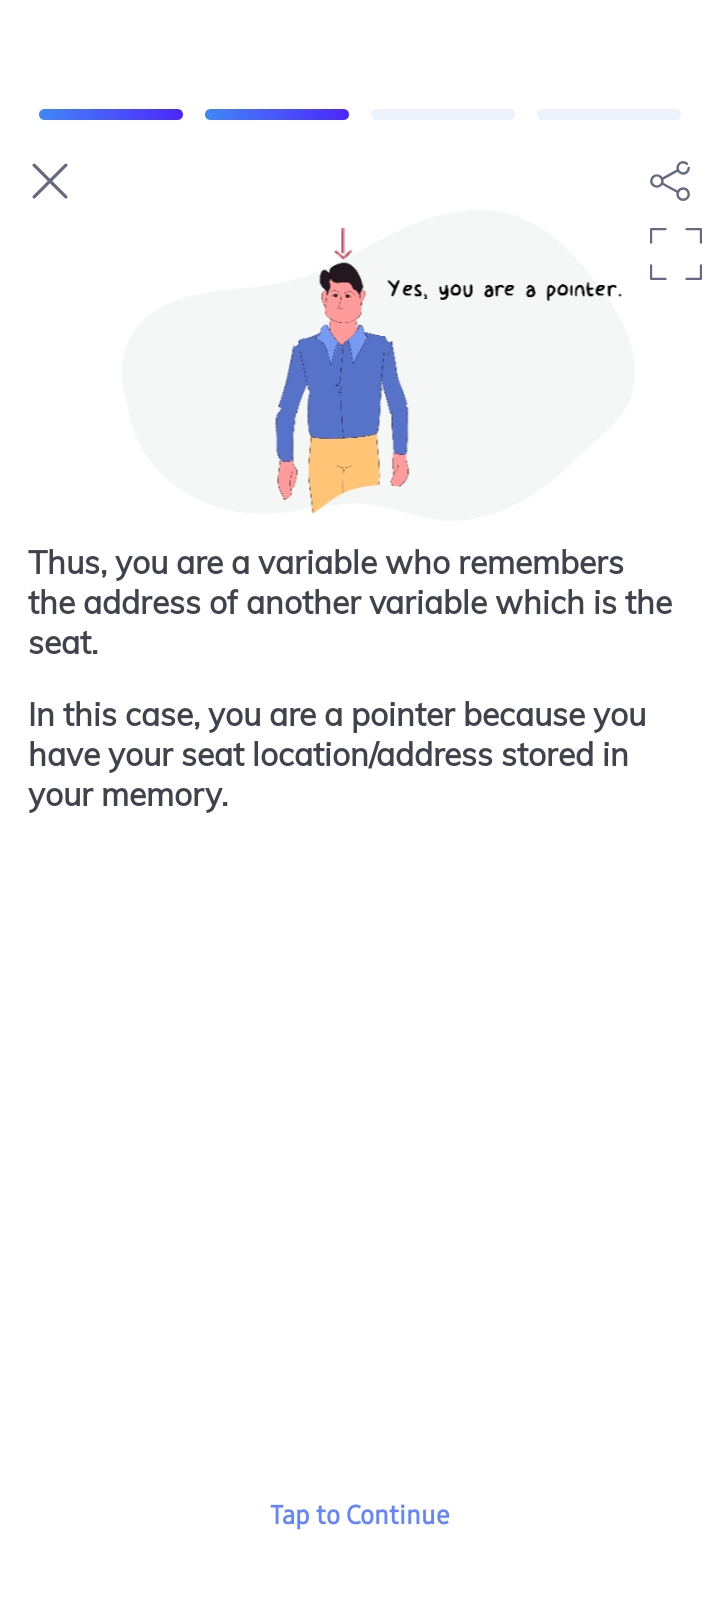 Yes, you are a pointer.
Thus, you are a variable who remembers
the address of another variable which is the
seat.
In this case, you are a pointer because you
have your seat location/address stored in
your memory.
Tap to Continue